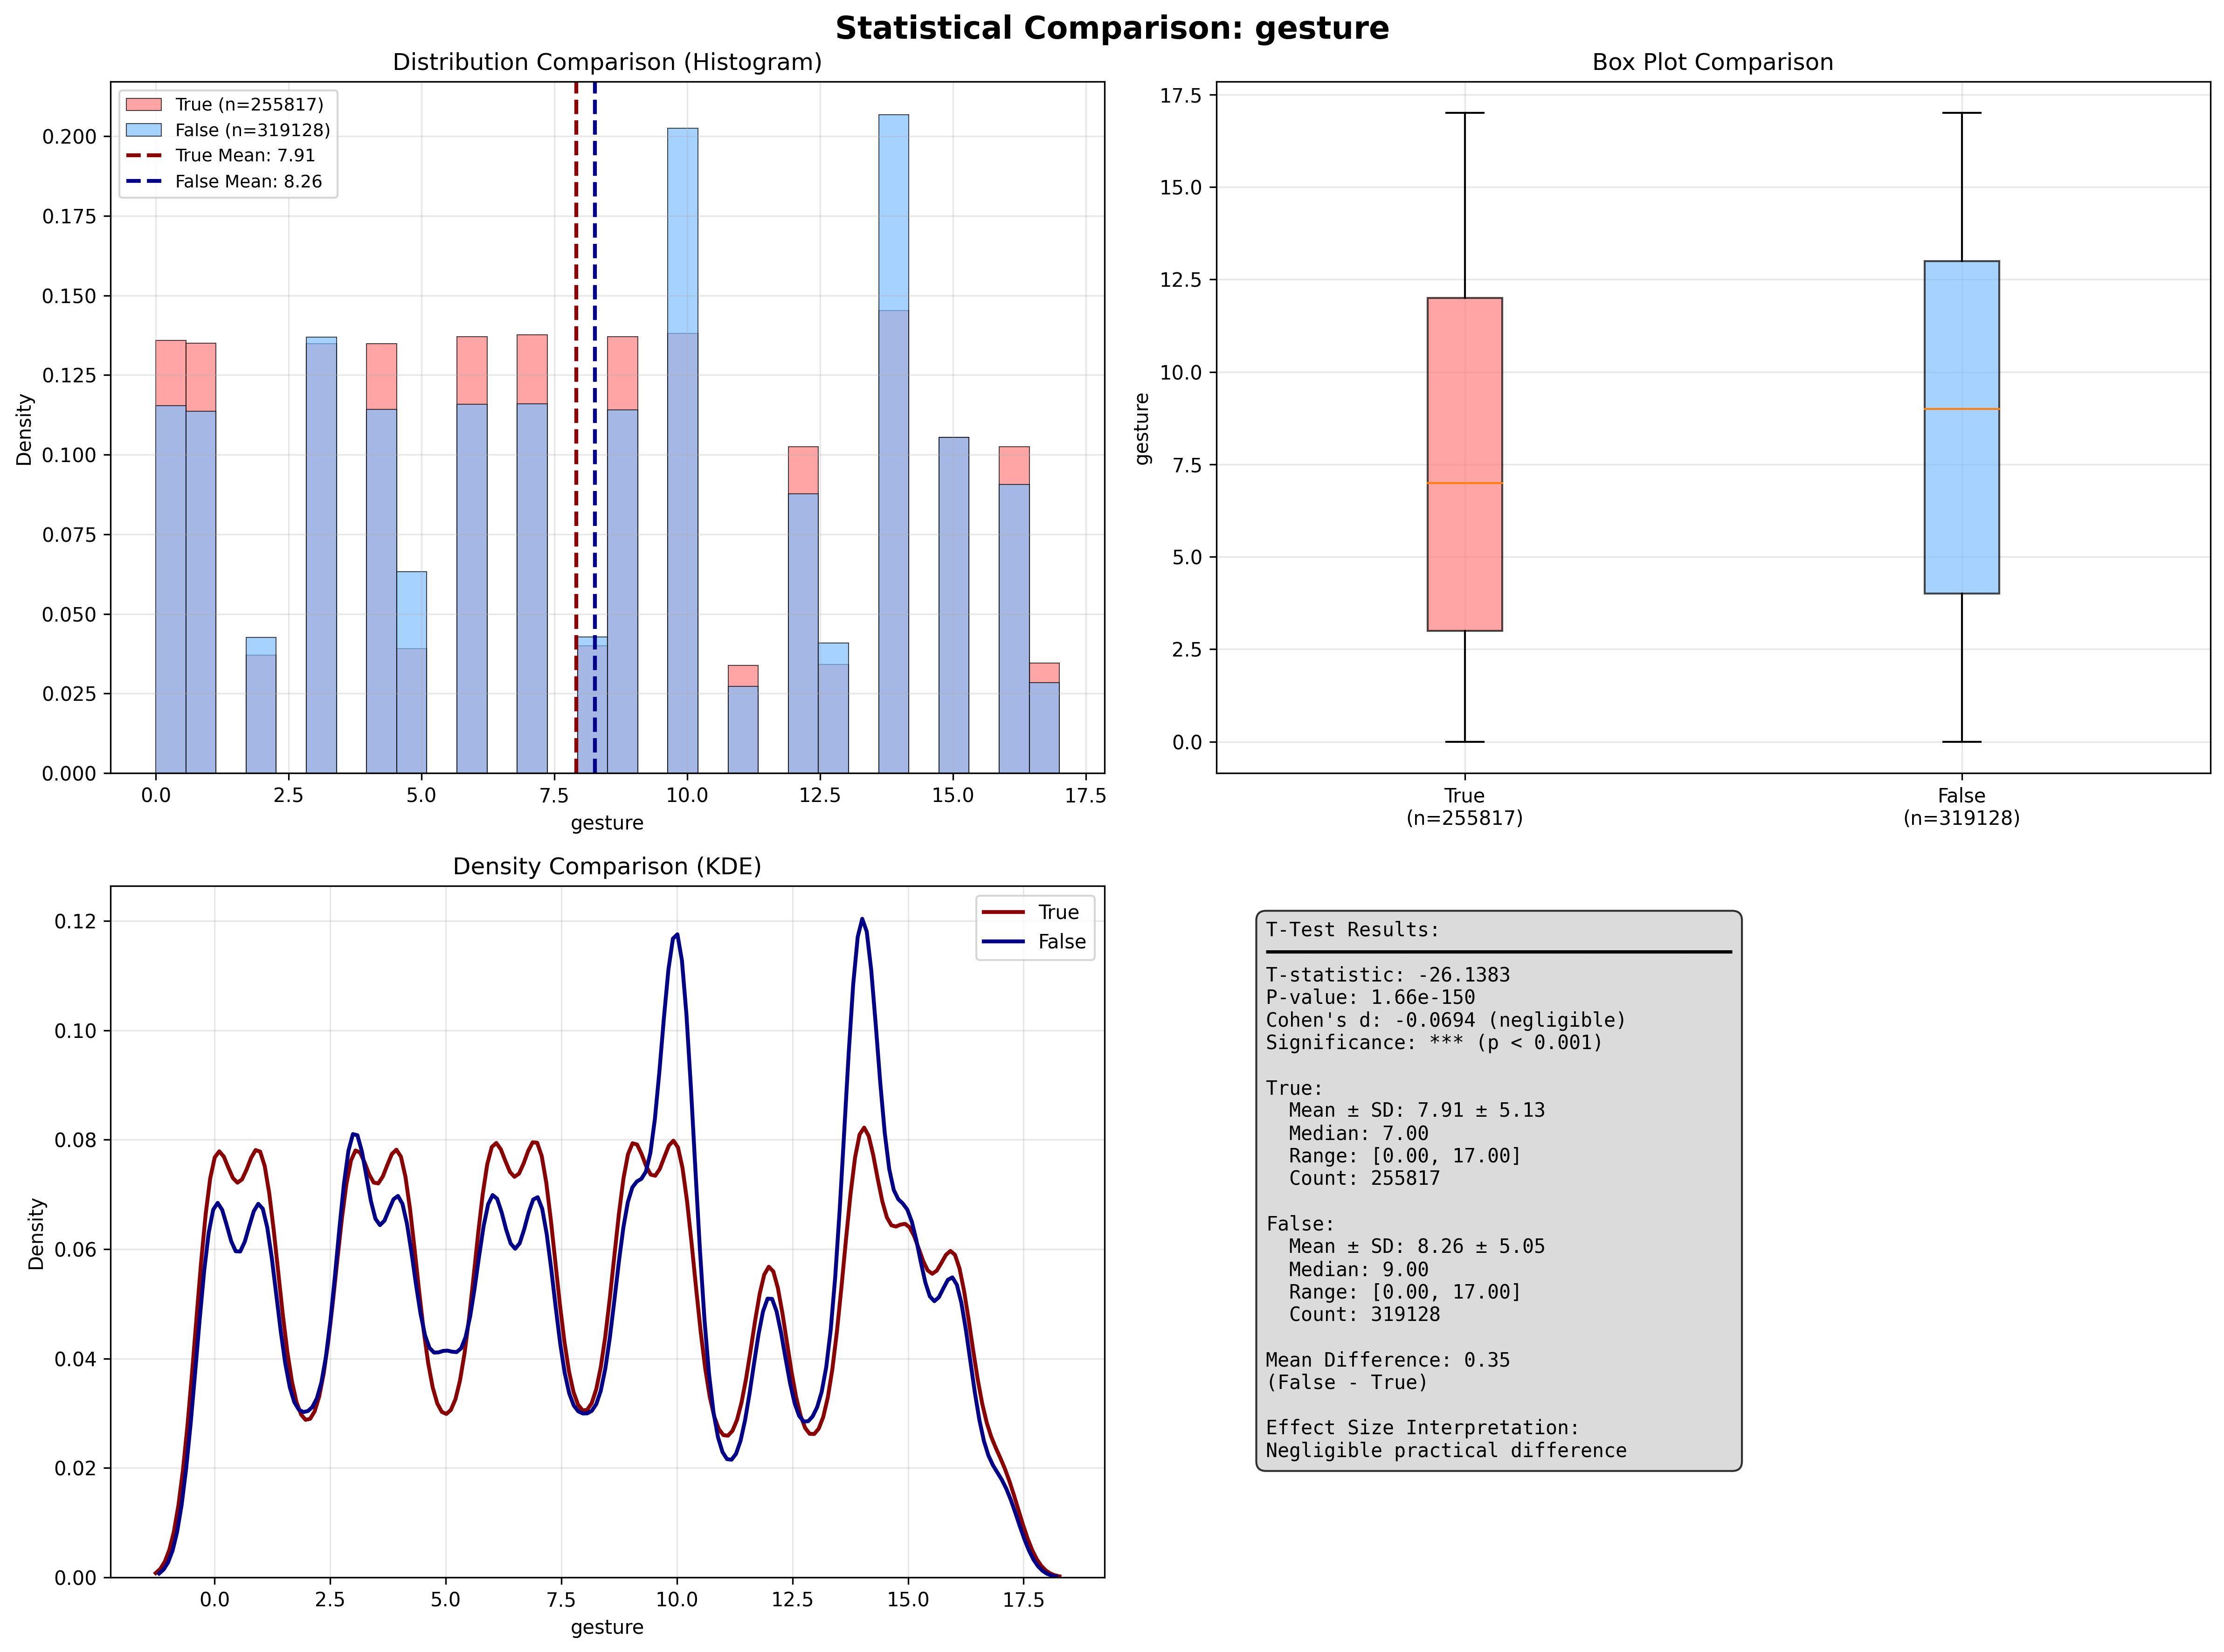 Statistical Comparison: gesture
Distribution Comparison (Histogram)
True (n=255817)
False (n=319128)
True Mean: 7.91
False Mean: 8.26
Density
0.200
0.175
0.150
0.125
0.100
0.075
0.050
0.025
0.000
0.0 2.5 5.0 7.5 10.0 12.5 15.0 17.5
gesture
Box Plot Comparison
gesture
17.5
15.0
12.5
10.0
7.5
5.0
2.5
0.0
True
(n=255817)
False
(n=319128)
Density Comparison (KDE)
True
False
Density
0.12
0.10
0.08
0.06
0.04
0.02
0.00
0.0 2.5 5.0 7.5 10.0 12.5 15.0 17.5
gesture
T-Test Results:
T-statistic: -26.1383
P-value: 1.66e-150
Cohen's d: -0.0694 (negligible)
Significance: *** (p < 0.001)
True:
Mean ± SD: 7.91 ± 5.13
Median: 7.00
Range: [0.00, 17.00]
Count: 255817
False:
Mean ± SD: 8.26 ± 5.05
Median: 9.00
Range: [0.00, 17.00]
Count: 319128
Mean Difference: 0.35
(False - True)
Effect Size Interpretation:
Negligible practical difference